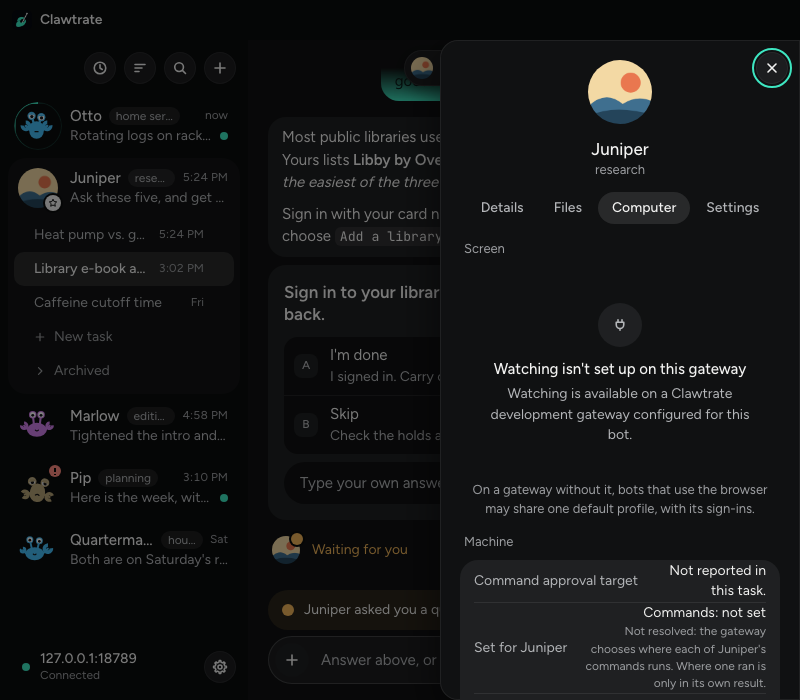 Clawtrate
Otto home ser... now
Rotating logs on rack...
Juniper rese... 5:24 PM
Ask these five, and get ...
Heat pump vs. g... 5:24 PM
Library e-book a... 3:02 PM
Caffeine cutoff time Fri
New task
Archived
Marlow editi... 4:58 PM
Tightened the intro and...
Pip planning 3:10 PM
Here is the week, wit...
Quarterma... hou... Sat
Both are on Saturday's r...
127.0.0.1:18789
Connected
Most public libraries use
Yours lists Libby by Ove
the easiest of the three
Sign in with your card n
choose Add a library
Sign in to your librar
back.
A I'm done
I signed in. Carry
B Skip
Check the holds a
Type your own answe
Waiting for you
Juniper asked you a q
Answer above, or
Juniper
research
Details Files Computer Settings
Screen
Watching isn't set up on this gateway
Watching is available on a Clawtrate
development gateway configured for this
bot.
On a gateway without it, bots that use the browser
may share one default profile, with its sign-ins.
Machine
Command approval target Not reported in
this task.
Set for Juniper Commands: not set
Not resolved: the gateway
chooses where each of Juniper's
commands runs. Where one ran is
only in its own result.